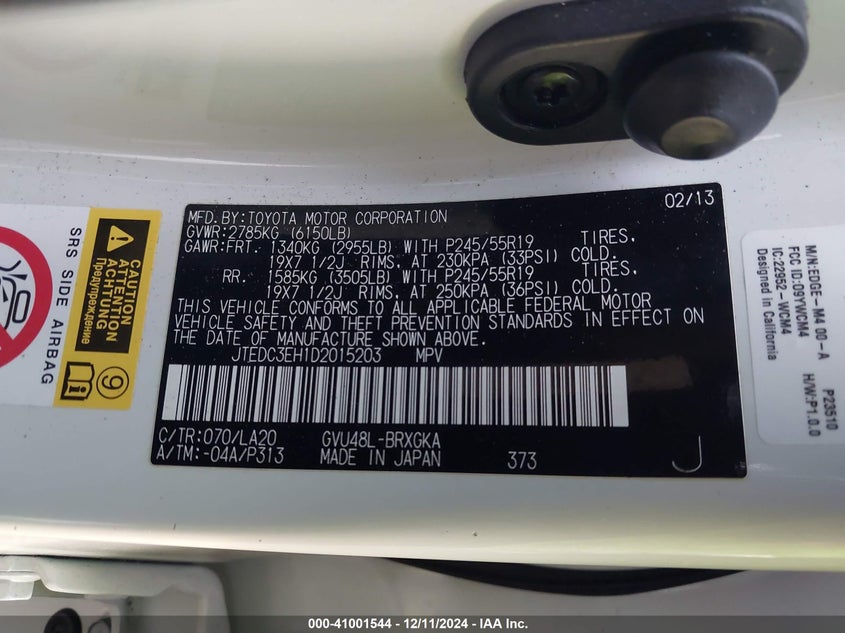 02/13
MFD. BY:TOYOTA MOTOR CORPORATION
GVWR:2785KG (6150LB)
GAWR:FRT. 1340KG (2955LB) WITH P245/55R19 TIRES,
19X7 1/2J RIMS, AT 230KPA (33PSI) COLD.
RR. 1585KG (3505LB) WITH P245/55R19 TIRES,
19X7 1/2J RIMS, AT 250KPA (36PSI) COLD.
THIS VEHICLE CONFORMS TO ALL APPLICABLE FEDERAL MOTOR
VEHICLE SAFETY AND THEFT PREVENTION STANDARDS IN EFFECT ON
THE DATE OF MANUFACTURE SHOWN ABOVE.
JTEDC3EH1D2015203 MPV
C/TR:070/LA20 GVU48L-BRXGKA
A/TM:-04A/P313 MADE IN JAPAN 373 J
SRS SIDE AIRBAG
CAUTION
ATTENTION
Предупреждение
9
M/N:EDGE- M4 00-A P23510
FCC ID:O9YWCM4 H/W:P1.0.0
IC:22952-WCM4
Designed in California
000-41001544 - 12/11/2024 - IAA Inc.